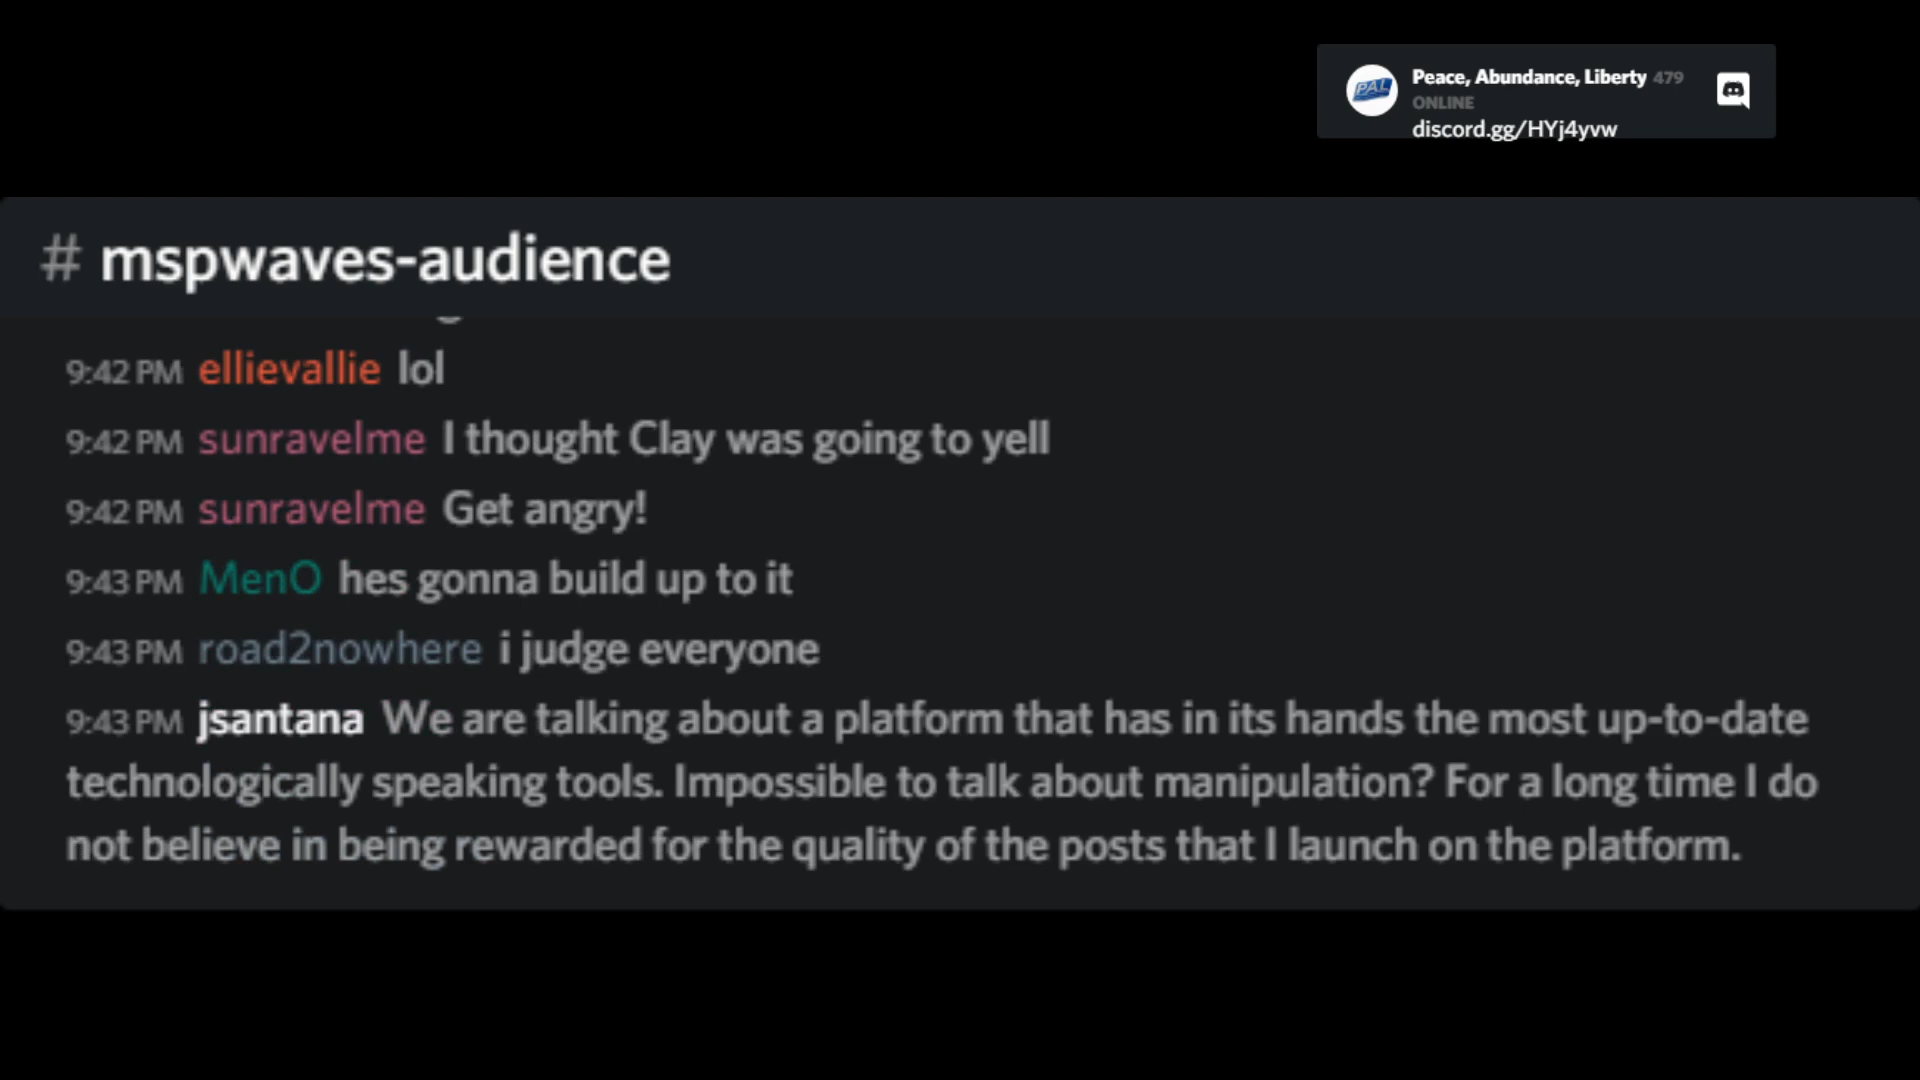 PAL Peace, Abundance, Liberty 479
ONLINE
discord.gg/HYj4yvw
# mspwaves-audience
9:42 PM ellievallie lol
9:42 PM sunravelme I thought Clay was going to yell
9:42 PM sunravelme Get angry!
9:43 PM MenO hes gonna build up to it
9:43 PM road2nowhere i judge everyone
9:43 PM jsantana We are talking about a platform that has in its hands the most up-to-date
technologically speaking tools. Impossible to talk about manipulation? For a long time I do
not believe in being rewarded for the quality of the posts that I launch on the platform.